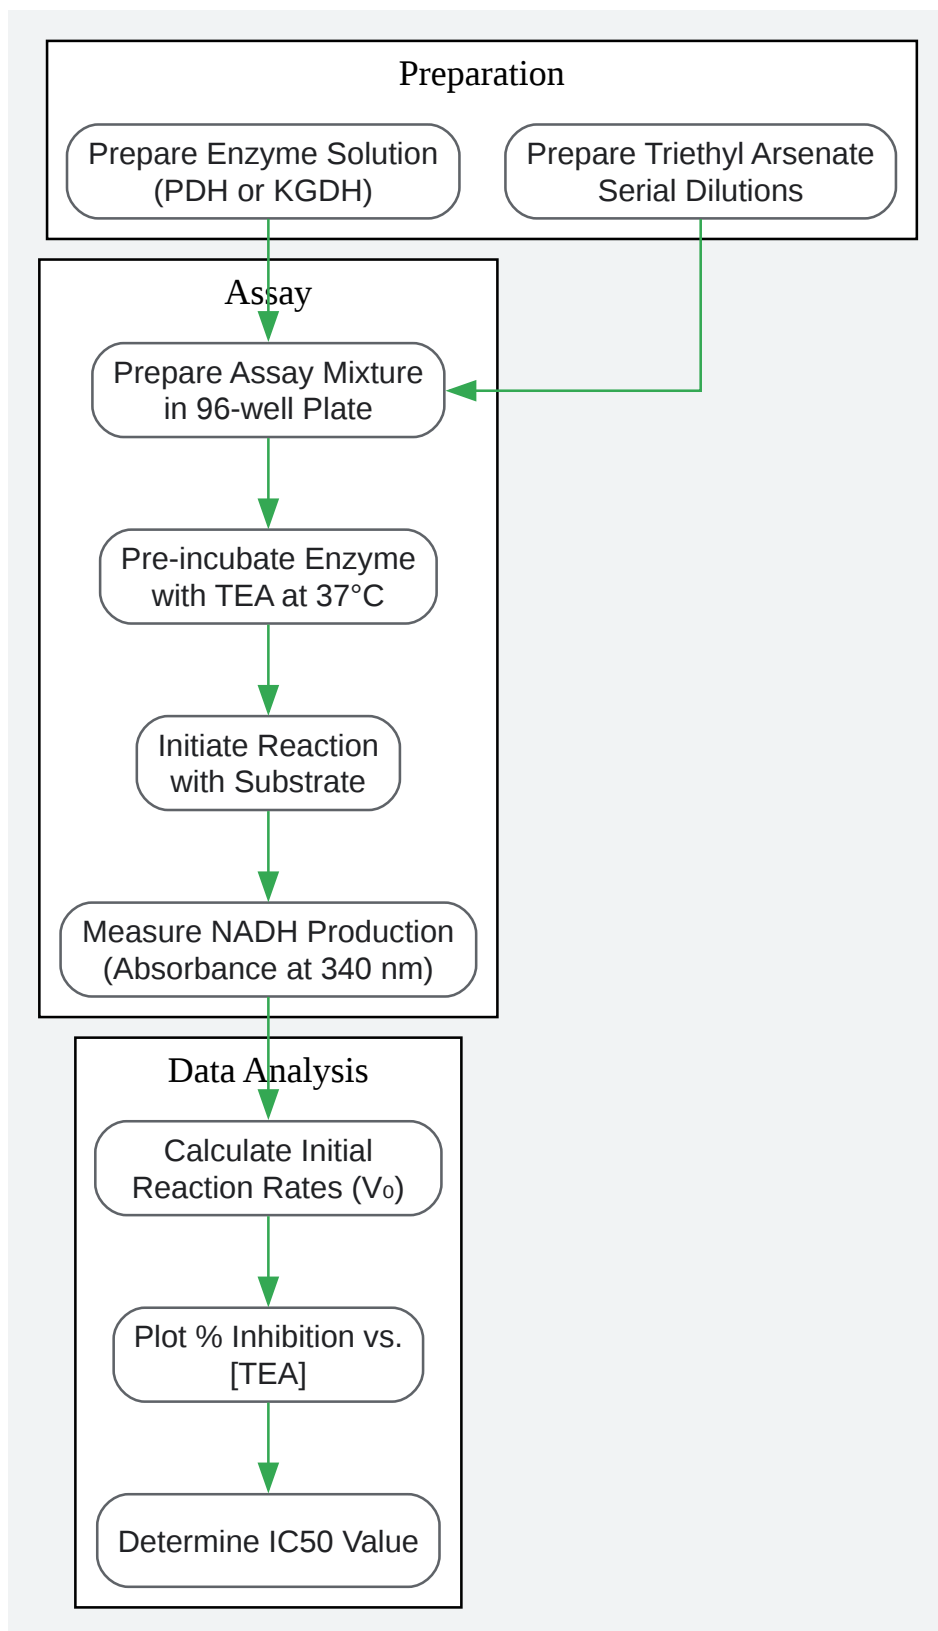 Preparation
Prepare Enzyme Solution
(PDH or KGDH)
Prepare Triethyl Arsenate
Serial Dilutions
Assay
Prepare Assay Mixture
in 96-well Plate
Pre-incubate Enzyme
with TEA at 37°C
Initiate Reaction
with Substrate
Measure NADH Production
(Absorbance at 340 nm)
Data Analysis
Calculate Initial
Reaction Rates (V₀)
Plot % Inhibition vs.
[TEA]
Determine IC50 Value